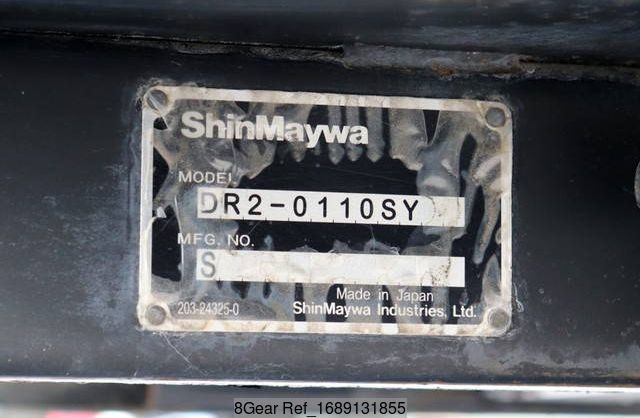 ShinMaywa
MODEL
DR2-0110SY
MFG. NO.
S
Made in Japan
203-24325-0 ShinMaywa Industries, Ltd.
8Gear Ref_1689131855